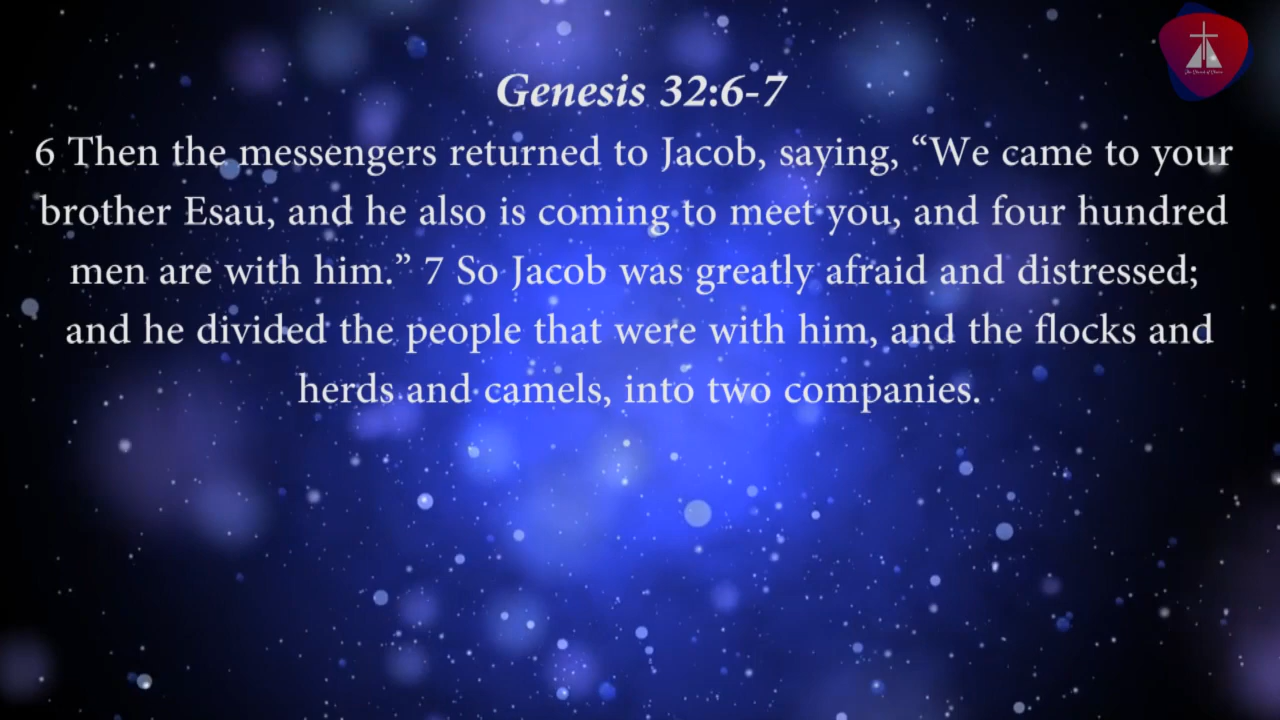 Genesis 32:6-7
6 Then the messengers returned to Jacob, saying, “We came to your
brother Esau, and he also is coming to meet you, and four hundred
men are with him.” 7 So Jacob was greatly afraid and distressed;
and he divided the people that were with him, and the flocks and
herds and camels, into two companies.